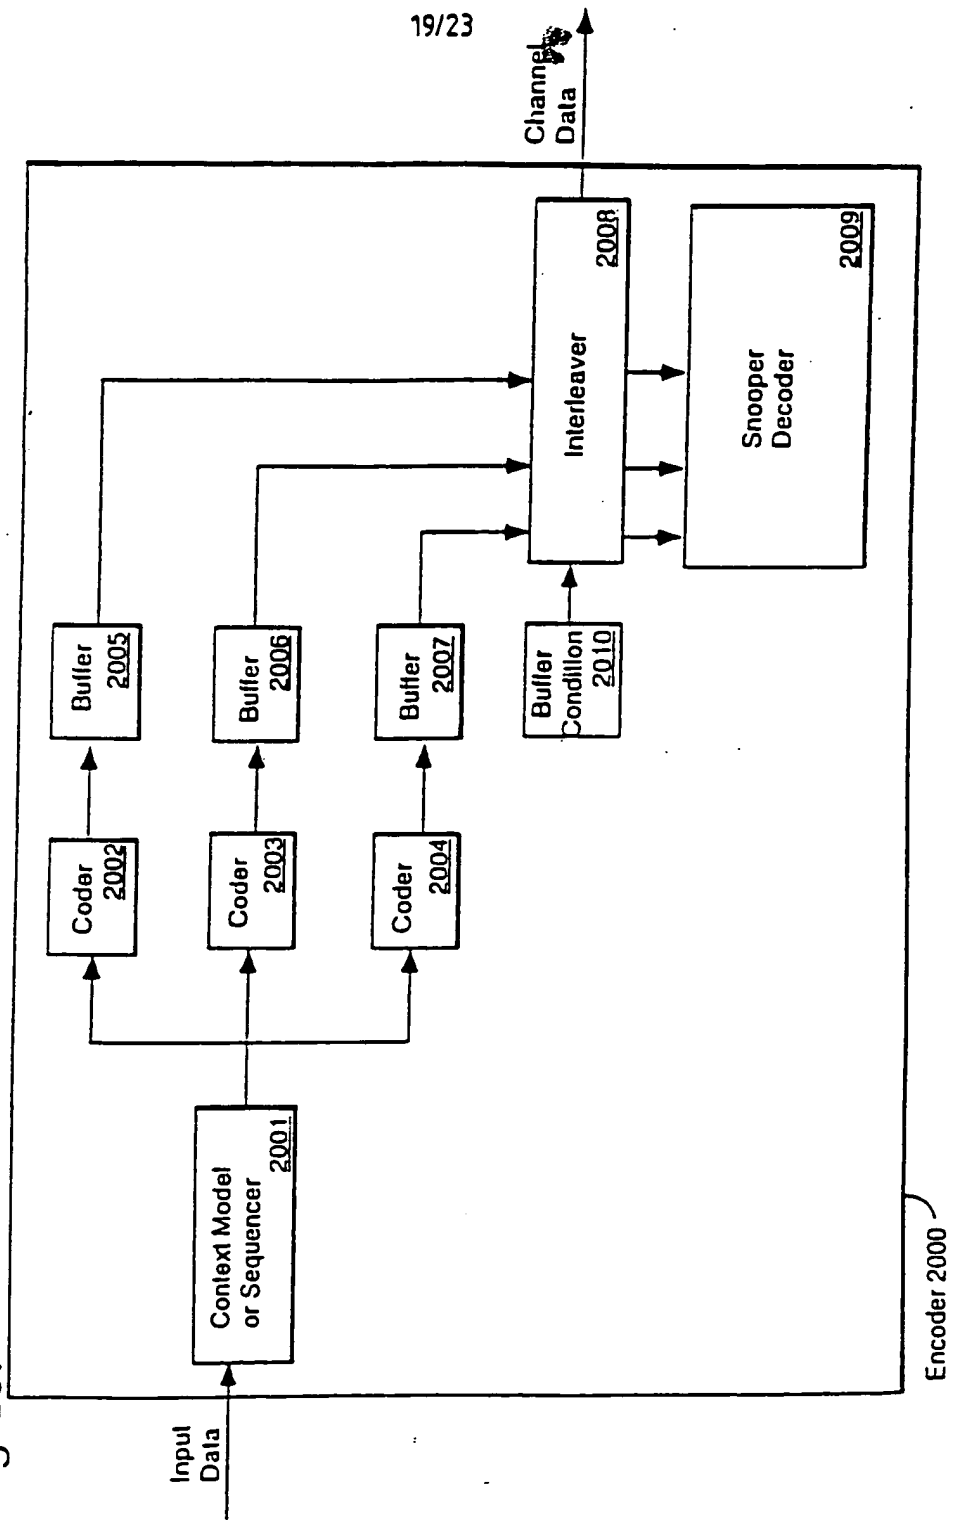 19/23
Input
Data
Context Model
or Sequencer
2001
Coder
2002
Coder
2003
Coder
2004
Buffer
2005
Buffer
2006
Buffer
2007
Buffer
Condition
2010
Interleaver
2008
Snooper
Decoder
2009
Channel
Data
Encoder 2000